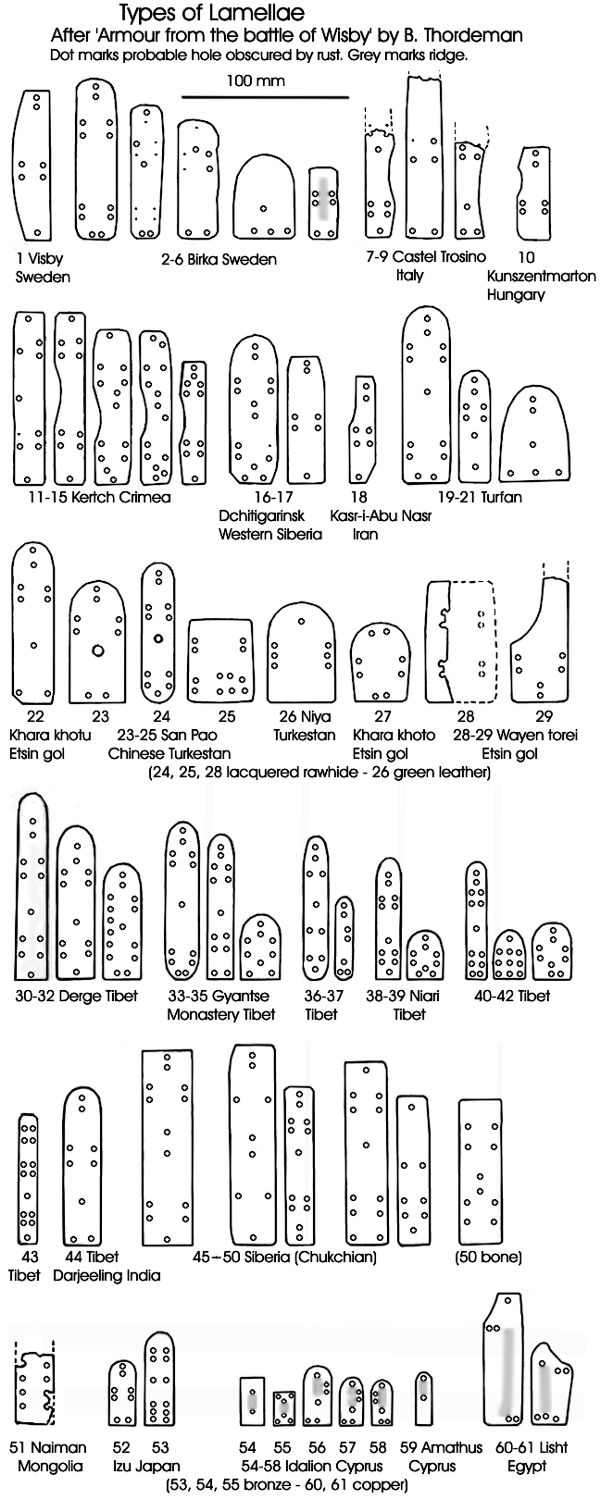 Types of Lamellae
After 'Armour from the battle of Wisby' by B. Thordeman
Dot marks probable hole obscured by rust. Grey marks ridge.
100 mm
1 Visby
Sweden
2-6 Birka Sweden
7-9 Castel Trosino
Italy
10
Kunszentmarton
Hungary
11-15 Kertch Crimea
16-17
Dchitigarinsk
Western Siberia
18
Kasr-i-Abu Nasr
Iran
19-21 Turfan
22
Khara khotu
Etsin gol
23
24
25
23-25 San Pao
Chinese Turkestan
26 Niya
Turkestan
27
Khara khoto
Etsin gol
28
29
28-29 Wayen torei
Etsin gol
(24, 25, 28 lacquered rawhide - 26 green leather)
30-32 Derge Tibet
33-35 Gyantse
Monastery Tibet
36-37
Tibet
38-39 Niari
Tibet
40-42 Tibet
43
Tibet
44 Tibet
Darjeeling India
45-50 Siberia (Chukchian)
(50 bone)
51 Naiman
Mongolia
52
53
Izu Japan
54
55
56
57
58
54-58 Idalion Cyprus
59 Amathus
Cyprus
60-61 Lisht
Egypt
(53, 54, 55 bronze - 60, 61 copper)